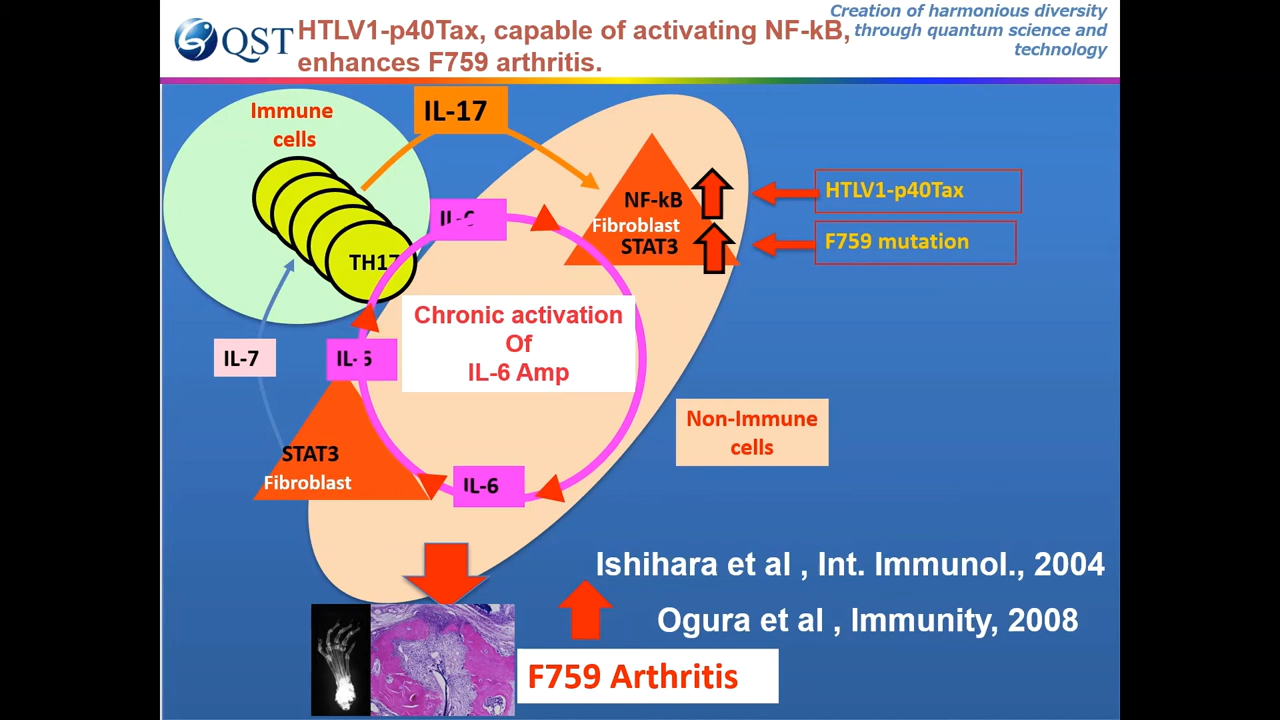 QST
HTLV1-p40Tax, capable of activating NF-kB,
enhances F759 arthritis.
Creation of harmonious diversity
through quantum science and
technology
Immune
cells
IL-17
TH17
NF-kB
Fibroblast
STAT3
HTLV1-p40Tax
F759 mutation
Chronic activation
Of
IL-6 Amp
IL-7
STAT3
Fibroblast
IL-6
Non-Immune
cells
Ishihara et al , Int. Immunol., 2004
Ogura et al , Immunity, 2008
F759 Arthritis